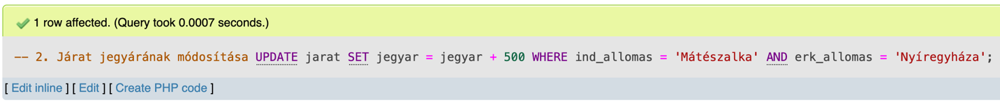 1 row affected. (Query took 0.0007 seconds.)
-- 2. Járat jegyárának módosítása UPDATE jarat SET jegyar = jegyar + 500 WHERE ind_allomas = 'Mátészalka' AND erk_allomas = 'Nyíregyháza';
[ Edit inline ] [ Edit ] [ Create PHP code ]